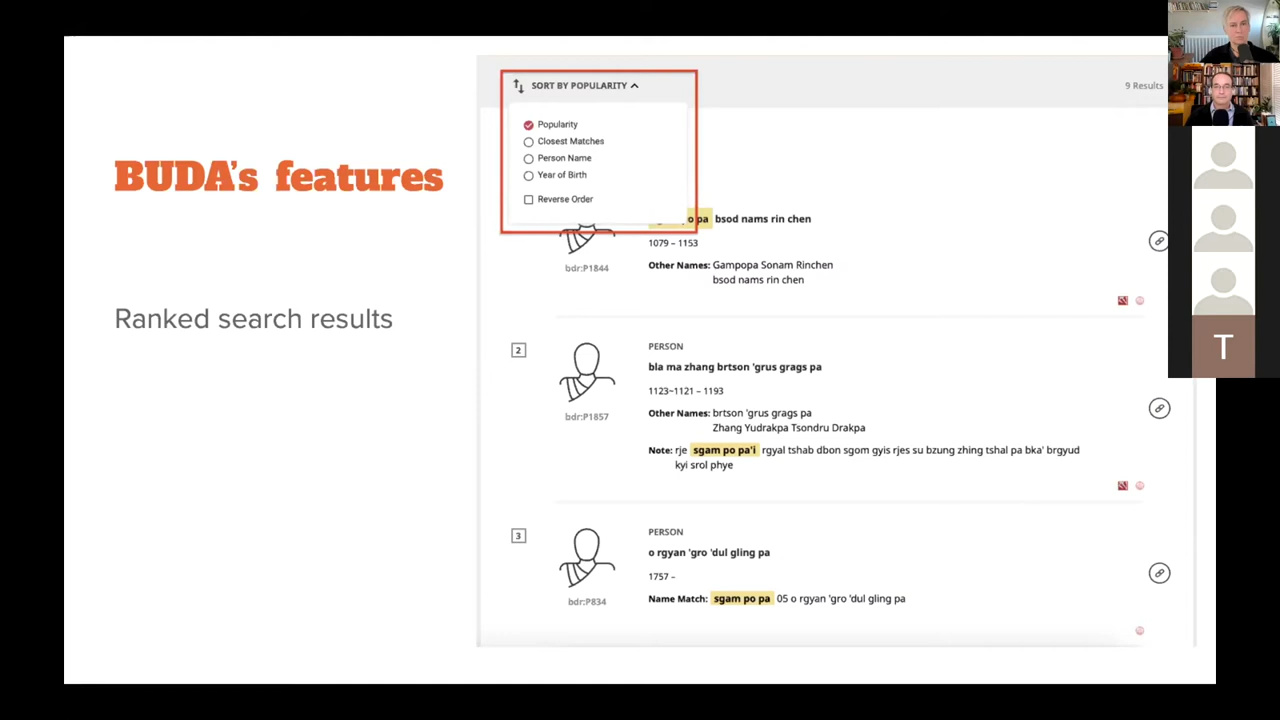 BUDA's features
Ranked search results
SORT BY POPULARITY
9 Results
Popularity
Closest Matches
Person Name
Year of Birth
Reverse Order
o pa bsod nams rin chen
1079 – 1153
bdr:P1844
Other Names: Gampopa Sonam Rinchen
bsod nams rin chen
2
PERSON
bla ma zhang brtson 'grus grags pa
1123~1121 – 1193
bdr:P1857
Other Names: brtson 'grus grags pa
Zhang Yudrakpa Tsondru Drakpa
Note: rje sgam po pa'i rgyal tshab dbon sgom gyis rjes su bzung zhing tshal pa bka' brgyud
kyi srol phye
3
PERSON
o rgyan 'gro 'dul gling pa
1757 –
bdr:P834
Name Match: sgam po pa 05 o rgyan 'gro 'dul gling pa
T